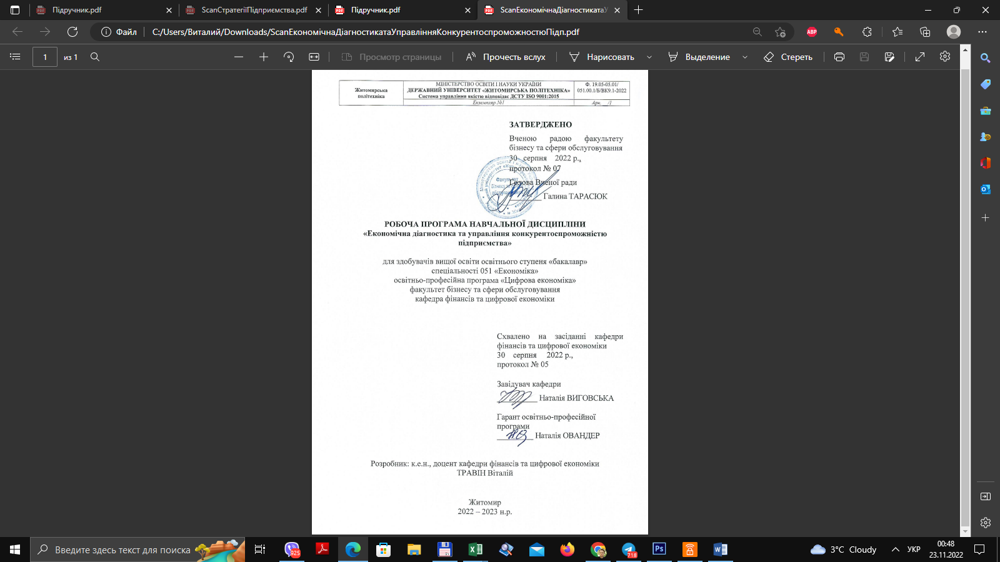 Підручник.pdf
ScanСтратегіїПідприємства.pdf
Підручник.pdf
ScanЕкономічнаДіагностикатаУ
Файл
C:/Users/Виталий/Downloads/ScanЕкономічнаДіагностикатаУправлінняКонкурентоспроможностюПідп.pdf
ABP
1
из 1
Просмотр страницы
Прочесть вслух
Нарисовать
Выделение
Стереть
Житомирська
політехніка
МІНІСТЕРСТВО ОСВІТИ І НАУКИ УКРАЇНИ
ДЕРЖАВНИЙ УНІВЕРСИТЕТ «ЖИТОМИРСЬКА ПОЛІТЕХНІКА»
Система управління якістю відповідає ДСТУ ISO 9001:2015
Екземпляр №1
Ф. 19.05-05.01/
051.00.1/Б/ВК9.1-2022
Арк. __/1
ЗАТВЕРДЖЕНО
Вченою радою факультету
бізнесу та сфери обслуговування
30 серпня 2022 р.,
протокол № 07
Голова Вченої ради
Галина ТАРАСЮК
РОБОЧА ПРОГРАМА НАВЧАЛЬНОЇ ДИСЦИПЛІНИ
«Економічна діагностика та управління конкурентоспроможністю
підприємства»
для здобувачів вищої освіти освітнього ступеня «бакалавр»
спеціальності 051 «Економіка»
освітньо-професійна програма «Цифрова економіка»
факультет бізнесу та сфери обслуговування
кафедра фінансів та цифрової економіки
Схвалено на засіданні кафедри
фінансів та цифрової економіки
30 серпня 2022 р.,
протокол № 05
Завідувач кафедри
Наталія ВИГОВСЬКА
Гарант освітньо-професійної
програми
Наталія ОВАНДЕР
Розробник: к.е.н., доцент кафедри фінансів та цифрової економіки
ТРАВІН Віталій
Житомир
2022 – 2023 н.р.
Введите здесь текст для поиска
925
718
Ps
3°C Cloudy
УКР
00:48
23.11.2022